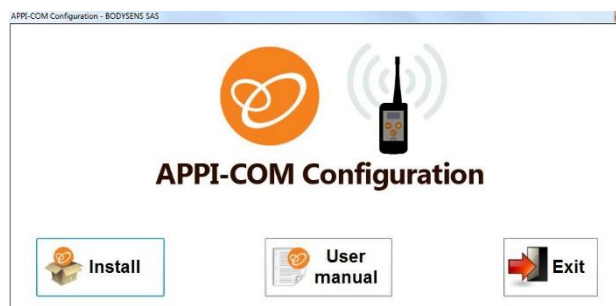 APPI-COM Configuration - BODYSENS SAS
APPI-COM Configuration
Install
User
manual
Exit